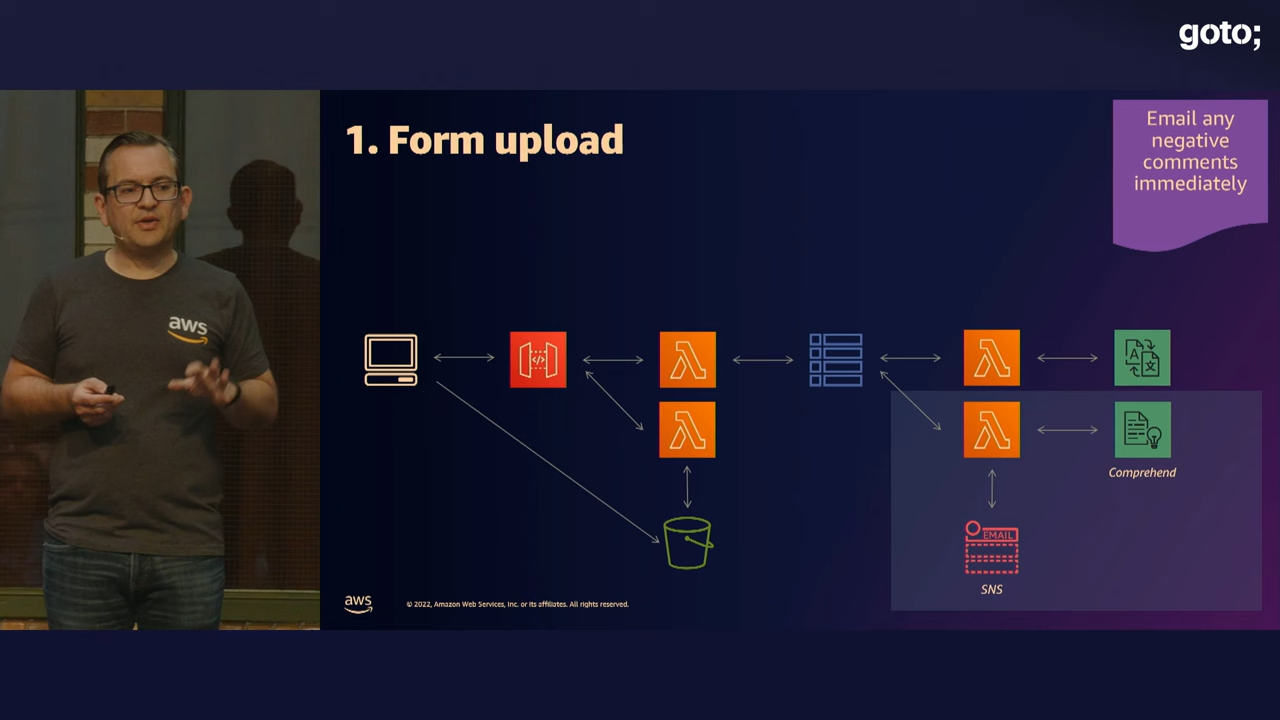 goto;
1. Form upload
Email any
negative
comments
immediately
aws
</>
A
文
Comprehend
EMAIL
SNS
aws
© 2022, Amazon Web Services, Inc. or its affiliates. All rights reserved.